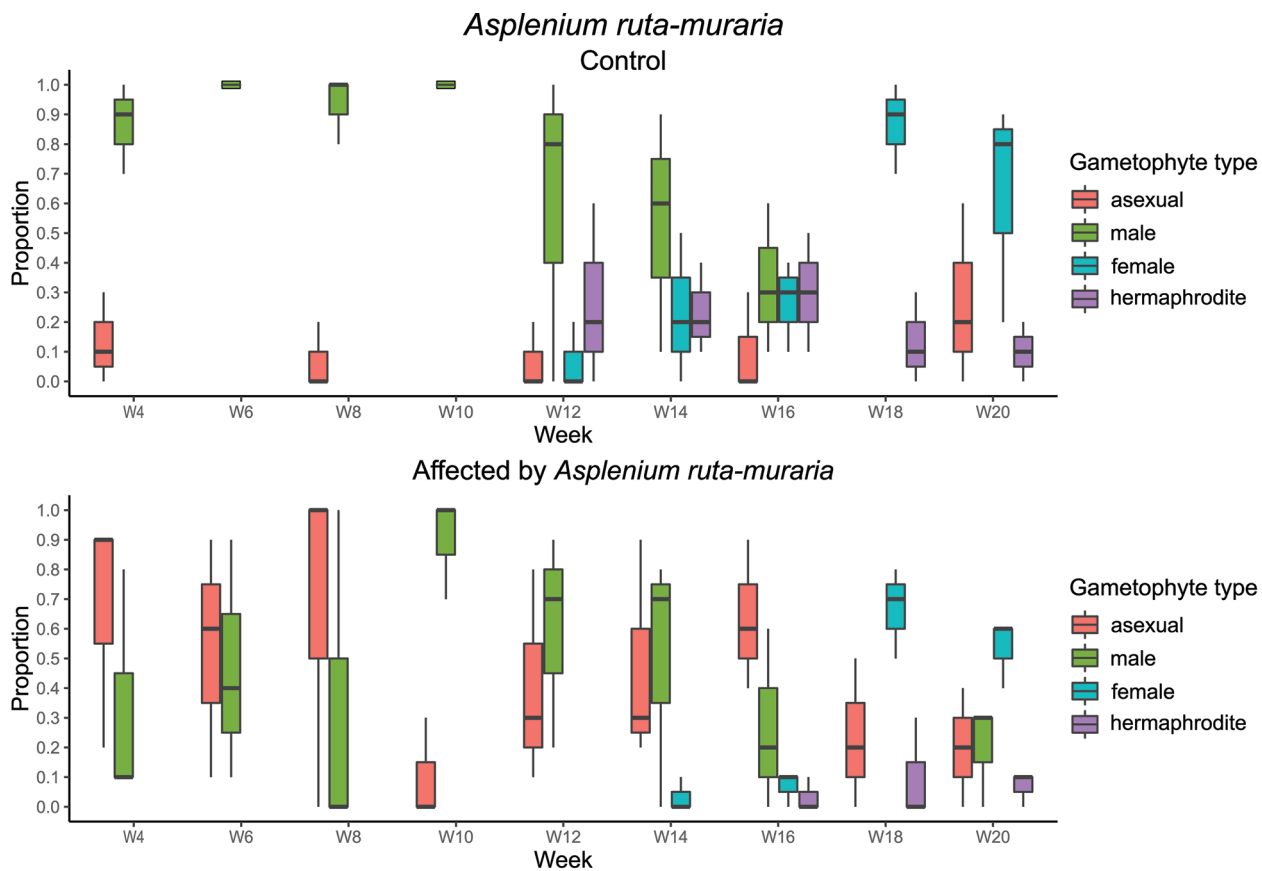 Asplenium ruta-muraria
Control
Proportion
1.0
0.9
0.8
0.7
0.6
0.5
0.4
0.3
0.2
0.1
0.0
W4 W6 W8 W10 W12 W14 W16 W18 W20
Week
Gametophyte type
asexual
male
female
hermaphrodite
Affected by Asplenium ruta-muraria
Proportion
1.0
0.9
0.8
0.7
0.6
0.5
0.4
0.3
0.2
0.1
0.0
W4 W6 W8 W10 W12 W14 W16 W18 W20
Week
Gametophyte type
asexual
male
female
hermaphrodite